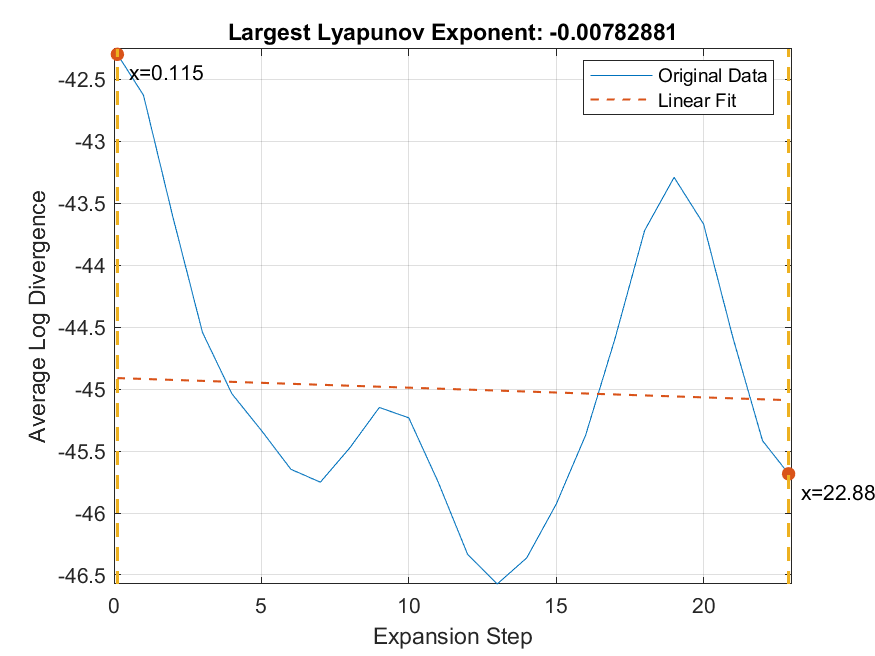 Largest Lyapunov Exponent: -0.00782881
-42.5
-43
-43.5
-44
-44.5
-45
-45.5
-46
-46.5
Average Log Divergence
x=0.115
Original Data
Linear Fit
x=22.88
0
5
10
15
20
Expansion Step